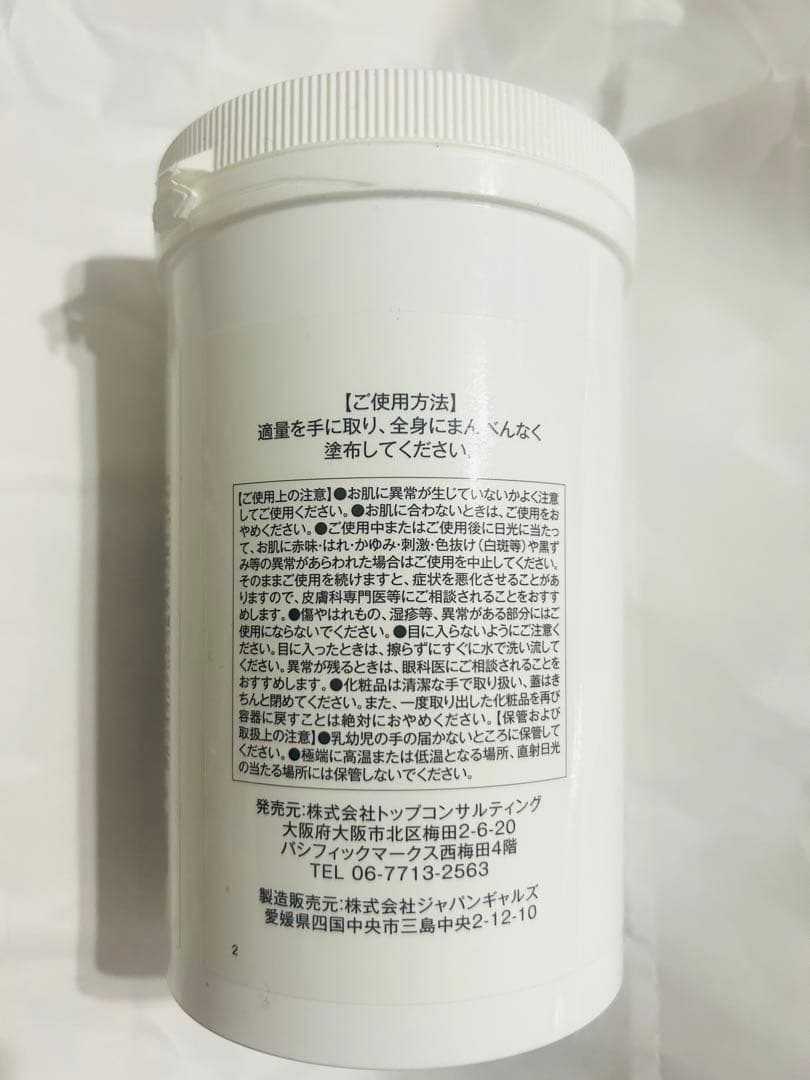 【ご使用方法】
適量を手に取り、全身にまんべんなく
塗布してください。
【ご使用上の注意】●お肌に異常が生じていないかよく注意
してご使用ください。●お肌に合わないときは、ご使用をお
やめください。●ご使用中またはご使用後に日光に当たっ
て、お肌に赤味・はれ・かゆみ・刺激・色抜け(白斑等)や黒ず
み等の異常があらわれた場合はご使用を中止してください。
そのままご使用を続けますと、症状を悪化させることがあ
りますので、皮膚科専門医等にご相談されることをおすす
めします。●傷やはれもの、湿疹等、異常がある部分にはご
使用にならないでください。●目に入らないようにご注意く
ださい。目に入ったときは、擦らずにすぐに水で洗い流して
ください。異常が残るときは、眼科医にご相談されることを
おすすめします。●化粧品は清潔な手で取り扱い、蓋はき
ちんと閉めてください。また、一度取り出した化粧品を再び
容器に戻すことは絶対におやめください。【保管および
取扱上の注意】●乳幼児の手の届かないところに保管して
ください。●極端に高温または低温となる場所、直射日光
の当たる場所には保管しないでください。
発売元:株式会社トップコンサルティング
大阪府大阪市北区梅田2-6-20
パシフィックマークス西梅田4階
TEL 06-7713-2563
製造販売元:株式会社ジャパンギャルズ
愛媛県四国中央市三島中央2-12-10
2